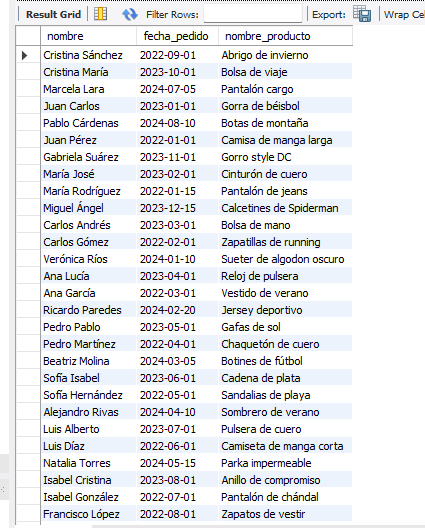 Result Grid Filter Rows: Export: Wrap Cel
nombre fecha_pedido nombre_producto
Cristina Sánchez 2022-09-01 Abrigo de invierno
Cristina María 2023-10-01 Bolsa de viaje
Marcela Lara 2024-07-05 Pantalón cargo
Juan Carlos 2023-01-01 Gorra de béisbol
Pablo Cárdenas 2024-08-10 Botas de montaña
Juan Pérez 2022-01-01 Camisa de manga larga
Gabriela Suárez 2023-11-01 Gorro style DC
María José 2023-02-01 Cinturón de cuero
María Rodríguez 2022-01-15 Pantalón de jeans
Miguel Ángel 2023-12-15 Calcetines de Spiderman
Carlos Andrés 2023-03-01 Bolsa de mano
Carlos Gómez 2022-02-01 Zapatillas de running
Verónica Ríos 2024-01-10 Sueter de algodon oscuro
Ana Lucía 2023-04-01 Reloj de pulsera
Ana García 2022-03-01 Vestido de verano
Ricardo Paredes 2024-02-20 Jersey deportivo
Pedro Pablo 2023-05-01 Gafas de sol
Pedro Martínez 2022-04-01 Chaquetón de cuero
Beatriz Molina 2024-03-05 Botines de fútbol
Sofía Isabel 2023-06-01 Cadena de plata
Sofía Hernández 2022-05-01 Sandalias de playa
Alejandro Rivas 2024-04-10 Sombrero de verano
Luis Alberto 2023-07-01 Pulsera de cuero
Luis Díaz 2022-06-01 Camiseta de manga corta
Natalia Torres 2024-05-15 Parka impermeable
Isabel Cristina 2023-08-01 Anillo de compromiso
Isabel González 2022-07-01 Pantalón de chándal
Francisco López 2022-08-01 Zapatos de vestir